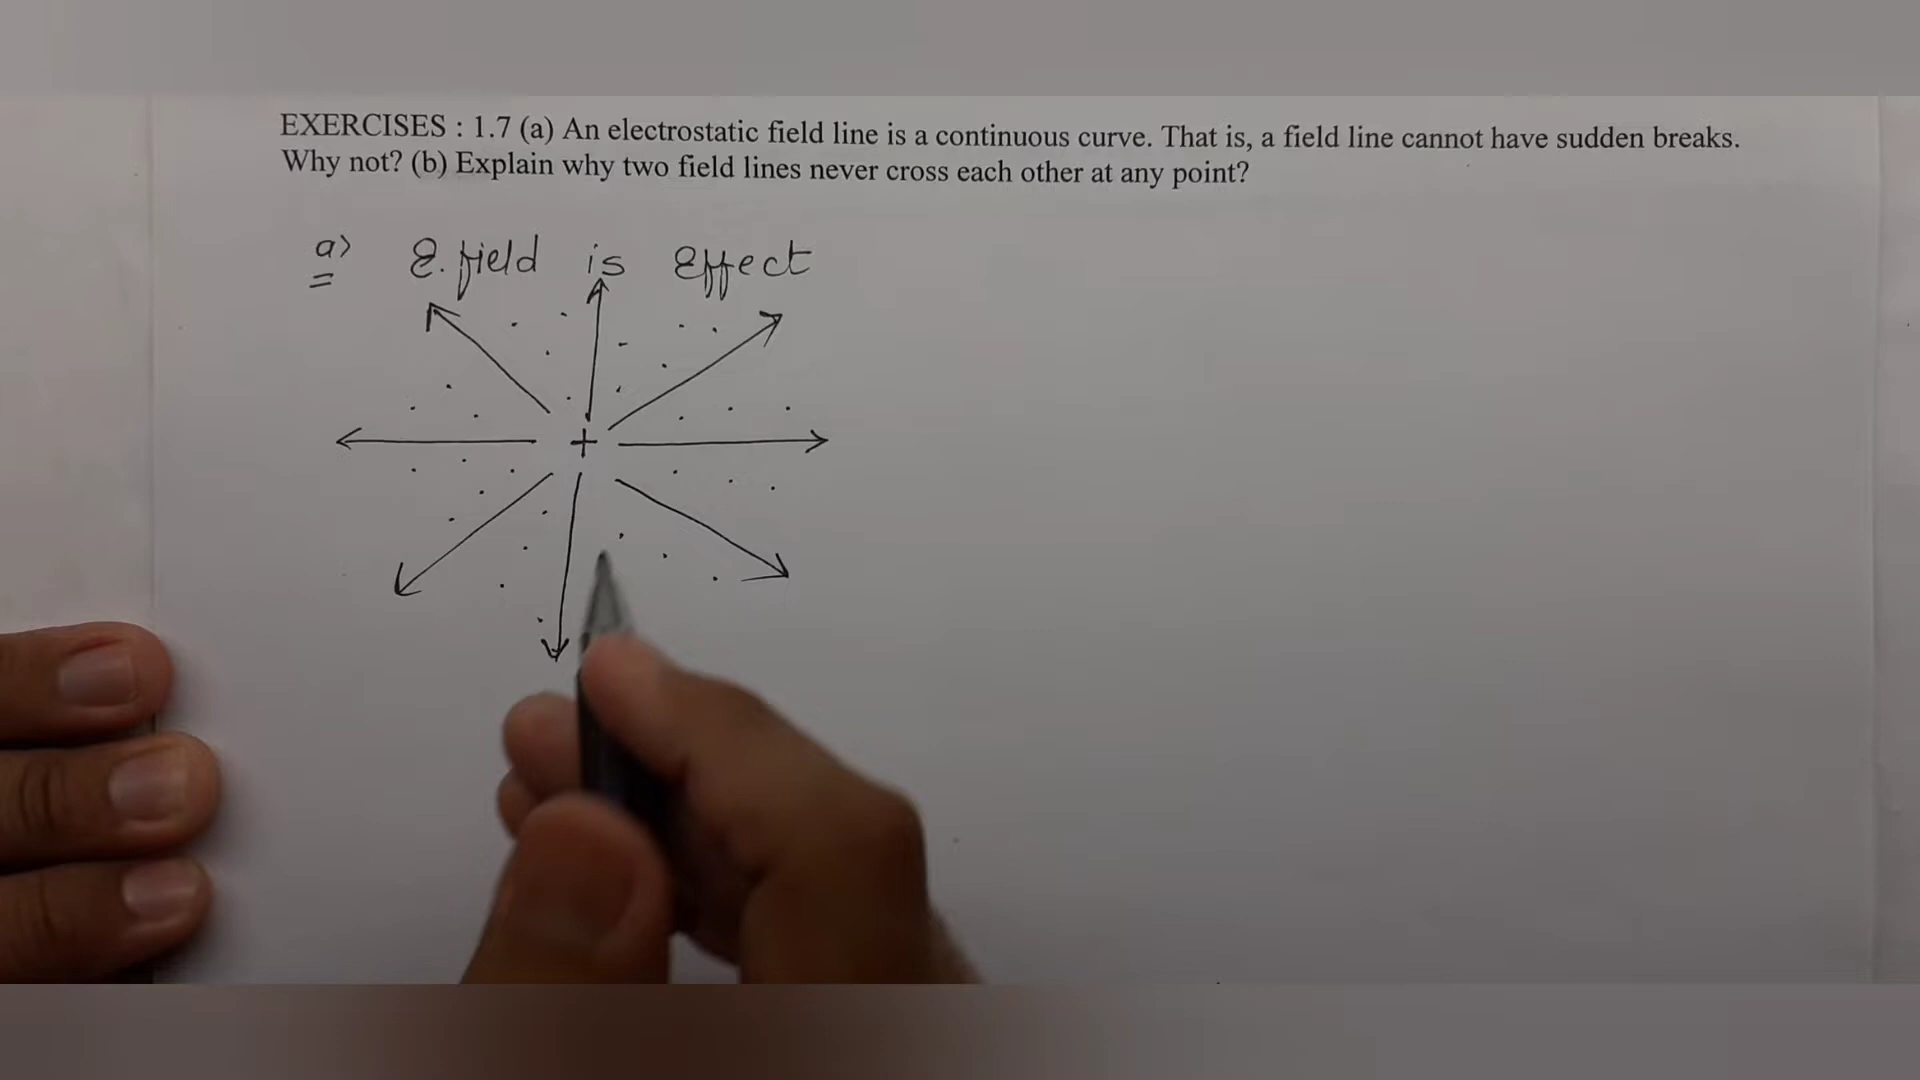 EXERCISES : 1.7 (a) An electrostatic field line is a continuous curve. That is, a field line cannot have sudden breaks.
Why not? (b) Explain why two field lines never cross each other at any point?
a) E. field is Effect
+